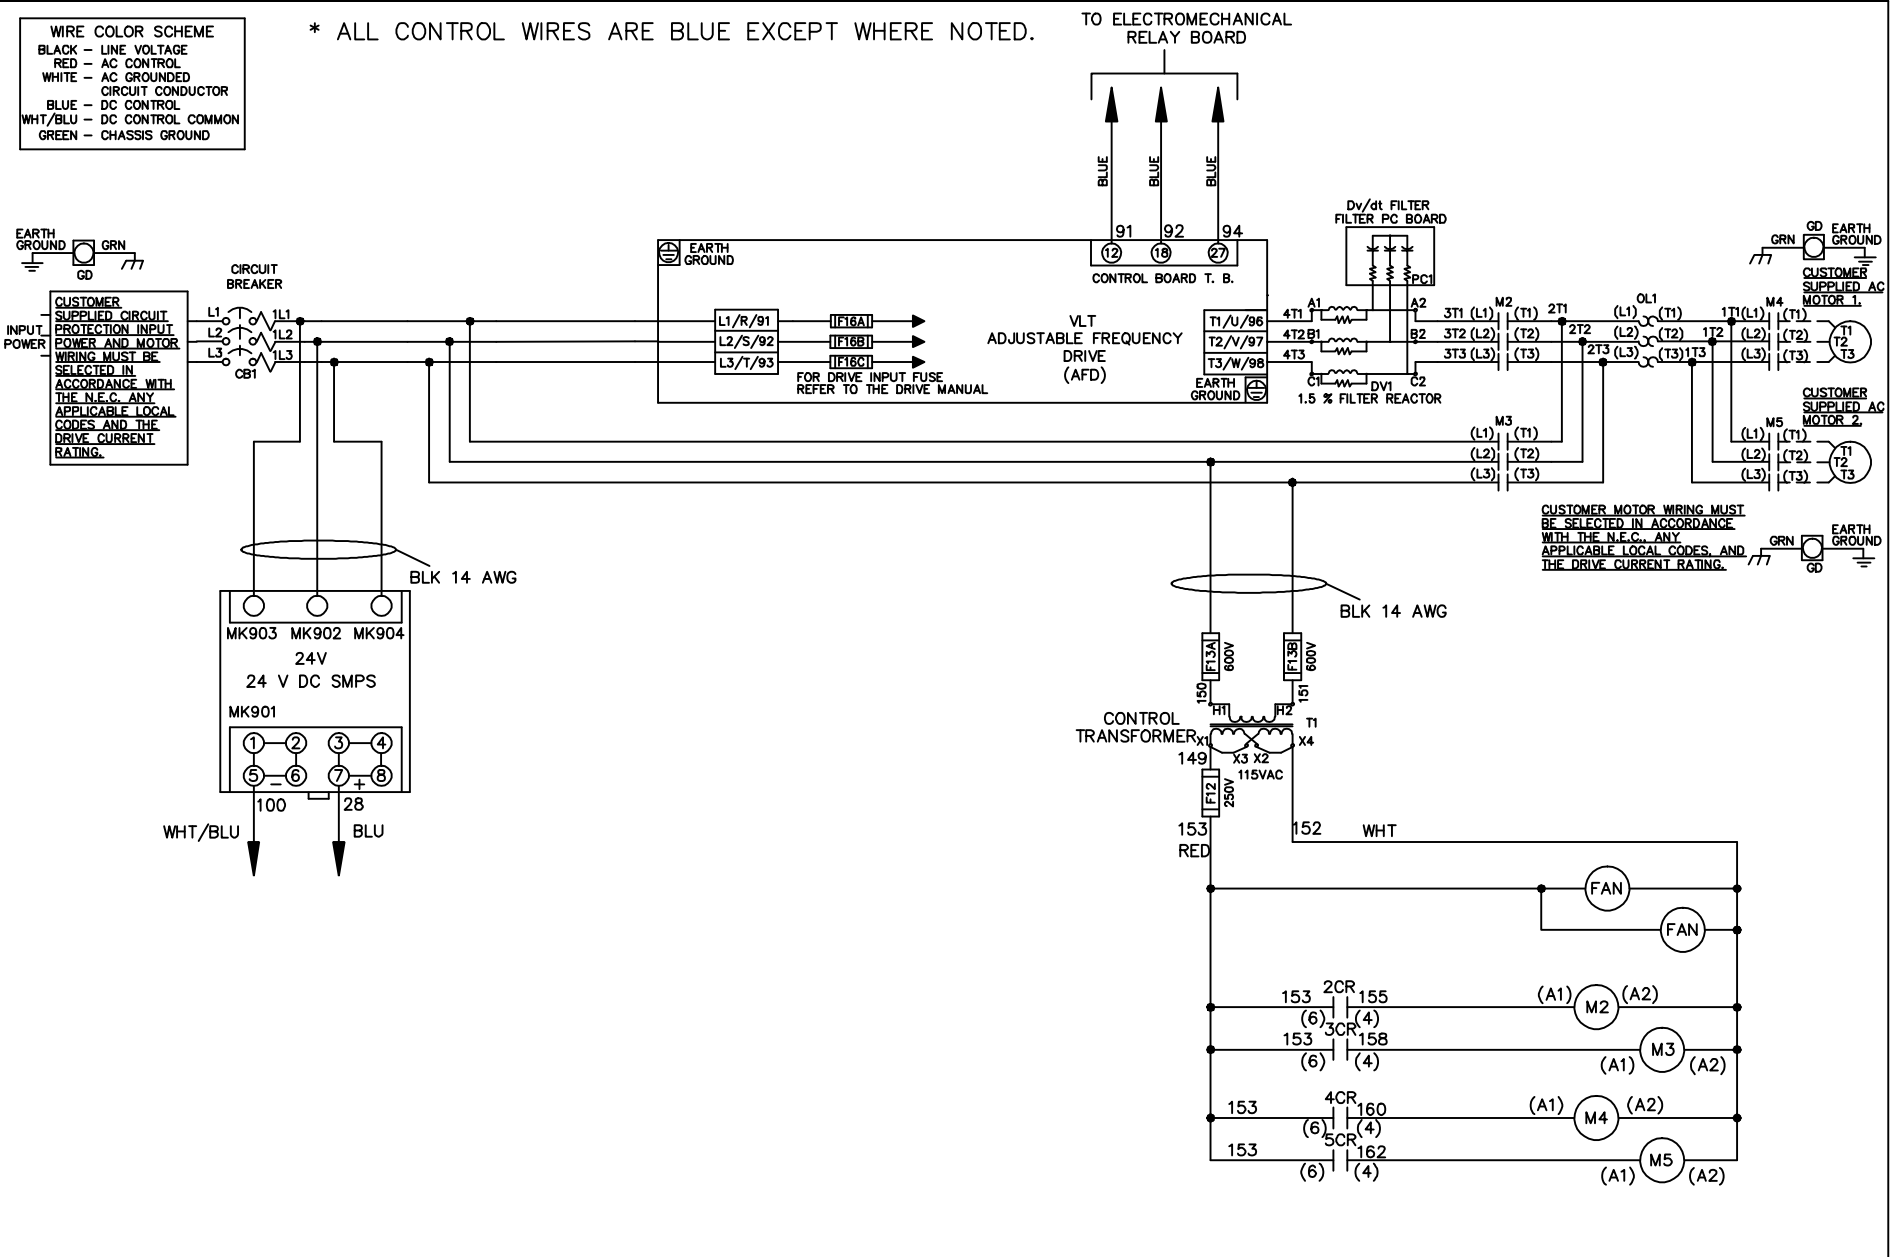 WIRE COLOR SCHEME
BLACK – LINE VOLTAGE
RED – AC CONTROL
WHITE – AC GROUNDED
CIRCUIT CONDUCTOR
BLUE – DC CONTROL
WHT/BLU – DC CONTROL COMMON
GREEN – CHASSIS GROUND
* ALL CONTROL WIRES ARE BLUE EXCEPT WHERE NOTED.
TO ELECTROMECHANICAL
RELAY BOARD
BLUE
BLUE
BLUE
91
92
94
12
18
27
CONTROL BOARD T. B.
EARTH
GROUND
GRN
GD
CIRCUIT
BREAKER
INPUT
POWER
CUSTOMER
SUPPLIED CIRCUIT
PROTECTION INPUT
POWER AND MOTOR
WIRING MUST BE
SELECTED IN
ACCORDANCE WITH
THE N.E.C. ANY
APPLICABLE LOCAL
CODES AND THE
DRIVE CURRENT
RATING.
L1
L2
L3
1L1
1L2
1L3
CB1
EARTH
GROUND
L1/R/91
L2/S/92
L3/T/93
F16A
F16B
F16C
FOR DRIVE INPUT FUSE
REFER TO THE DRIVE MANUAL
VLT
ADJUSTABLE FREQUENCY
DRIVE
(AFD)
T1/U/96
T2/V/97
T3/W/98
EARTH
GROUND
Dv/dt FILTER
FILTER PC BOARD
PC1
4T1
4T2
4T3
A1
B1
C1
A2
B2
C2
DV1
1.5 % FILTER REACTOR
3T1 (L1)
3T2 (L2)
3T3 (L3)
M2
(T1)
(T2)
(T3)
2T1
2T2
2T3
(L1)
(L2)
(L3)
OL1
(T1)
(T2)
(T3)
1T1
1T2
1T3
(L1)
(L2)
(L3)
M4
(T1)
(T2)
(T3)
T1
T2
T3
GRN
GD
EARTH
GROUND
CUSTOMER
SUPPLIED AC
MOTOR 1.
CUSTOMER
SUPPLIED AC
MOTOR 2.
M3
(L1)
(L2)
(L3)
(T1)
(T2)
(T3)
M5
(L1)
(L2)
(L3)
(T1)
(T2)
(T3)
T1
T2
T3
CUSTOMER MOTOR WIRING MUST
BE SELECTED IN ACCORDANCE
WITH THE N.E.C., ANY
APPLICABLE LOCAL CODES, AND
THE DRIVE CURRENT RATING.
GRN
GD
EARTH
GROUND
BLK 14 AWG
MK903 MK902 MK904
24V
24 V DC SMPS
MK901
1
2
3
4
5
–
6
7
+
8
100
28
WHT/BLU
BLU
BLK 14 AWG
F13A
600V
F13B
600V
150
151
H1
H2
T1
CONTROL
TRANSFORMER
X1
X3 X2
X4
149
115VAC
F12
250V
153
RED
152
WHT
FAN
FAN
153
2CR
155
(6)
(4)
(A1)
M2
(A2)
153
3CR
158
(6)
(4)
(A1)
M3
(A2)
153
4CR
160
(6)
(4)
(A1)
M4
(A2)
153
5CR
162
(6)
(4)
(A1)
M5
(A2)